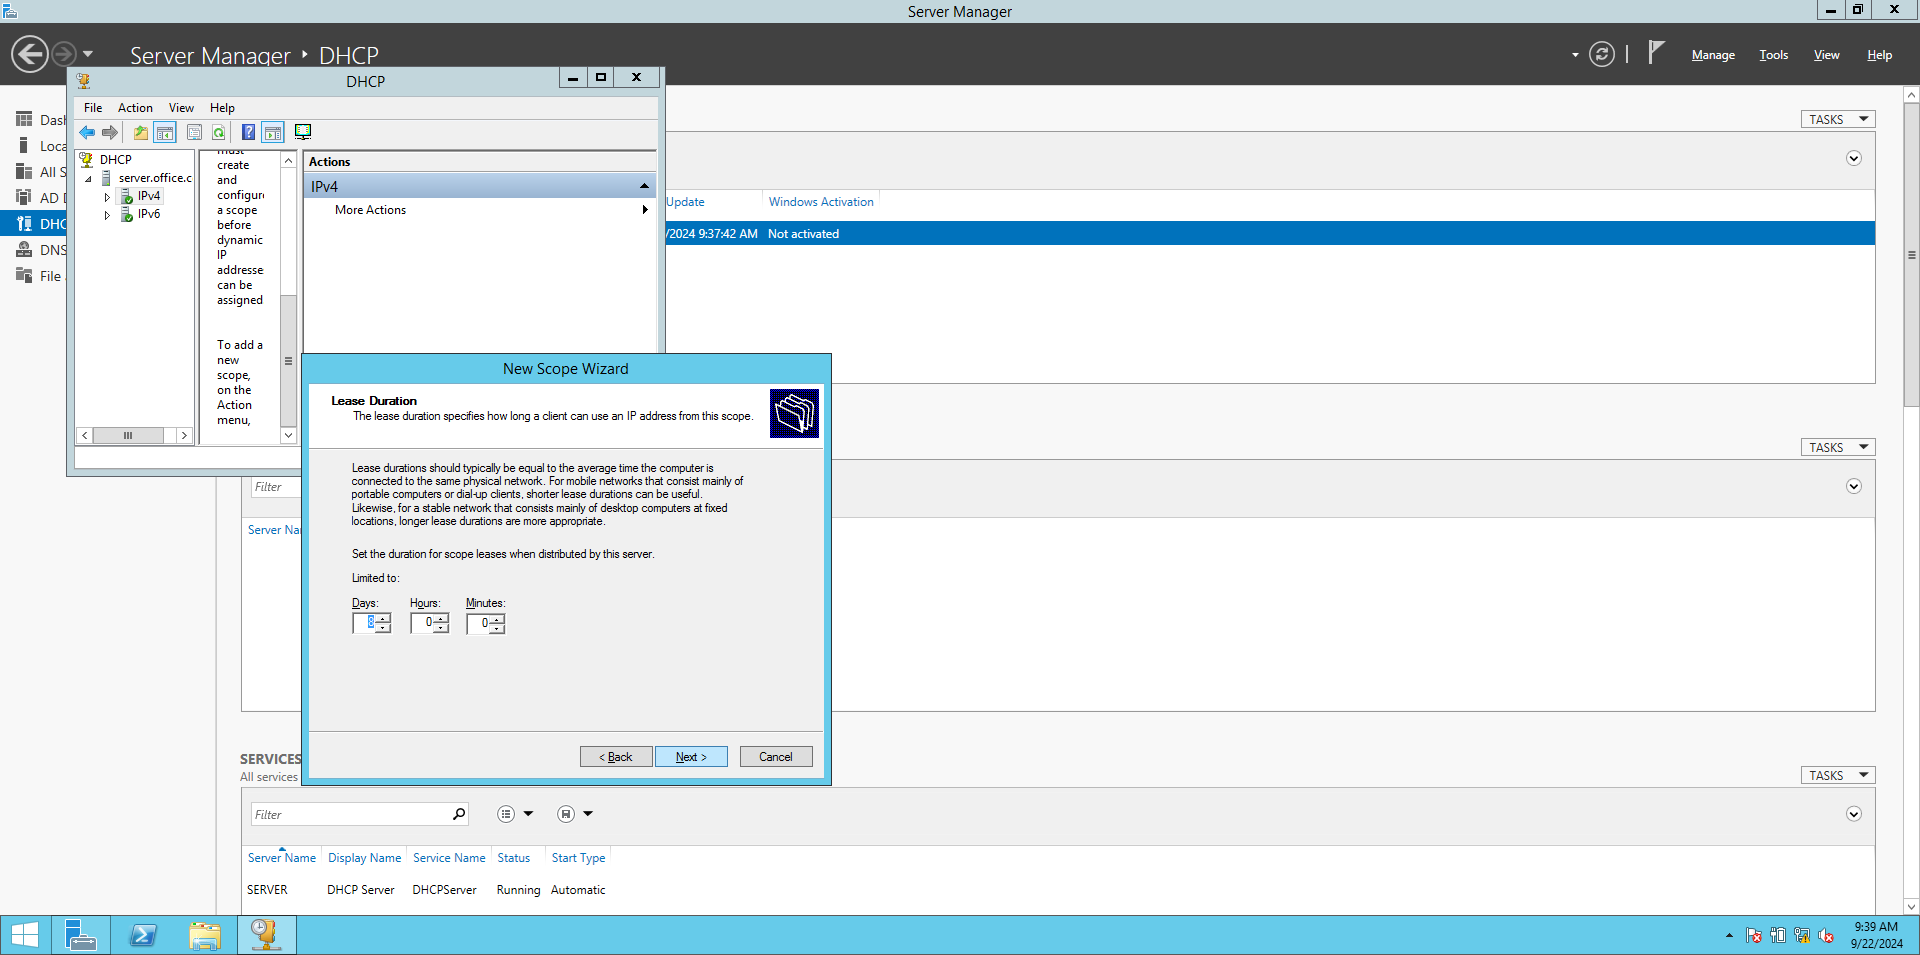 Server Manager
Server Manager ‣ DHCP
Manage
Tools
View
Help
DHCP
File
Action
View
Help
Dash
Loca
All S
AD D
DHC
DNS
File
DHCP
server.office.c
IPv4
IPv6
must
create
and
configure
a scope
before
dynamic
IP
addresse
can be
assigned
To add a
new
scope,
on the
Action
menu,
Actions
IPv4
More Actions
TASKS
Update
Windows Activation
/2024 9:37:42 AM
Not activated
TASKS
Filter
Server Nam
New Scope Wizard
Lease Duration
The lease duration specifies how long a client can use an IP address from this scope.
Lease durations should typically be equal to the average time the computer is
connected to the same physical network. For mobile networks that consist mainly of
portable computers or dial-up clients, shorter lease durations can be useful.
Likewise, for a stable network that consists mainly of desktop computers at fixed
locations, longer lease durations are more appropriate.
Set the duration for scope leases when distributed by this server.
Limited to:
Days:
Hours:
Minutes:
8
0
0
< Back
Next >
Cancel
SERVICES
All services
TASKS
Filter
Server Name
Display Name
Service Name
Status
Start Type
SERVER
DHCP Server
DHCPServer
Running
Automatic
9:39 AM
9/22/2024